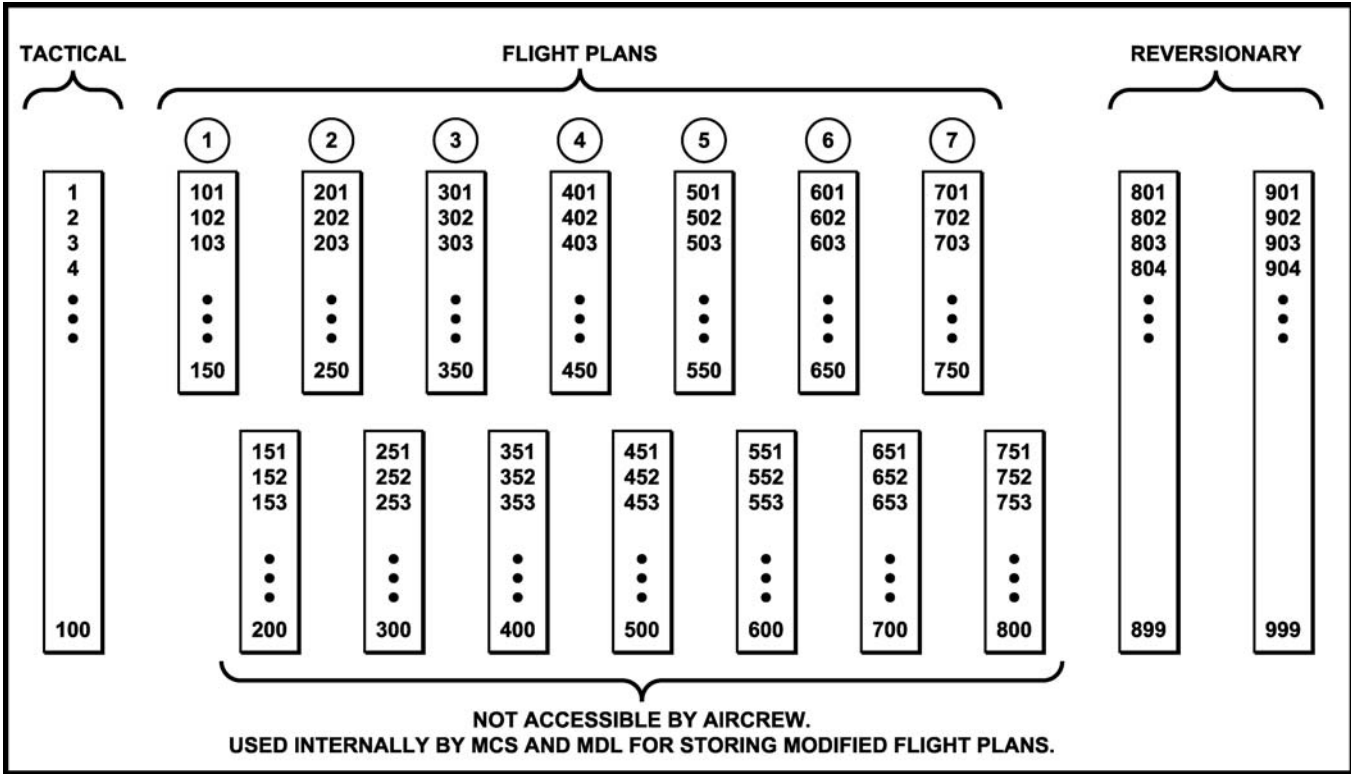 TACTICAL FLIGHT PLANS REVERSIONARY
1 2 3 4 5 6 7
1 101 201 301 401 501 601 701 801 901
2 102 202 302 402 502 602 702 802 902
3 103 203 303 403 503 603 703 803 903
4 804 904
150 250 350 450 550 650 750
151 251 351 451 551 651 751
152 252 352 452 552 652 752
153 253 353 453 553 653 753
100 200 300 400 500 600 700 800 899 999
NOT ACCESSIBLE BY AIRCREW.
USED INTERNALLY BY MCS AND MDL FOR STORING MODIFIED FLIGHT PLANS.